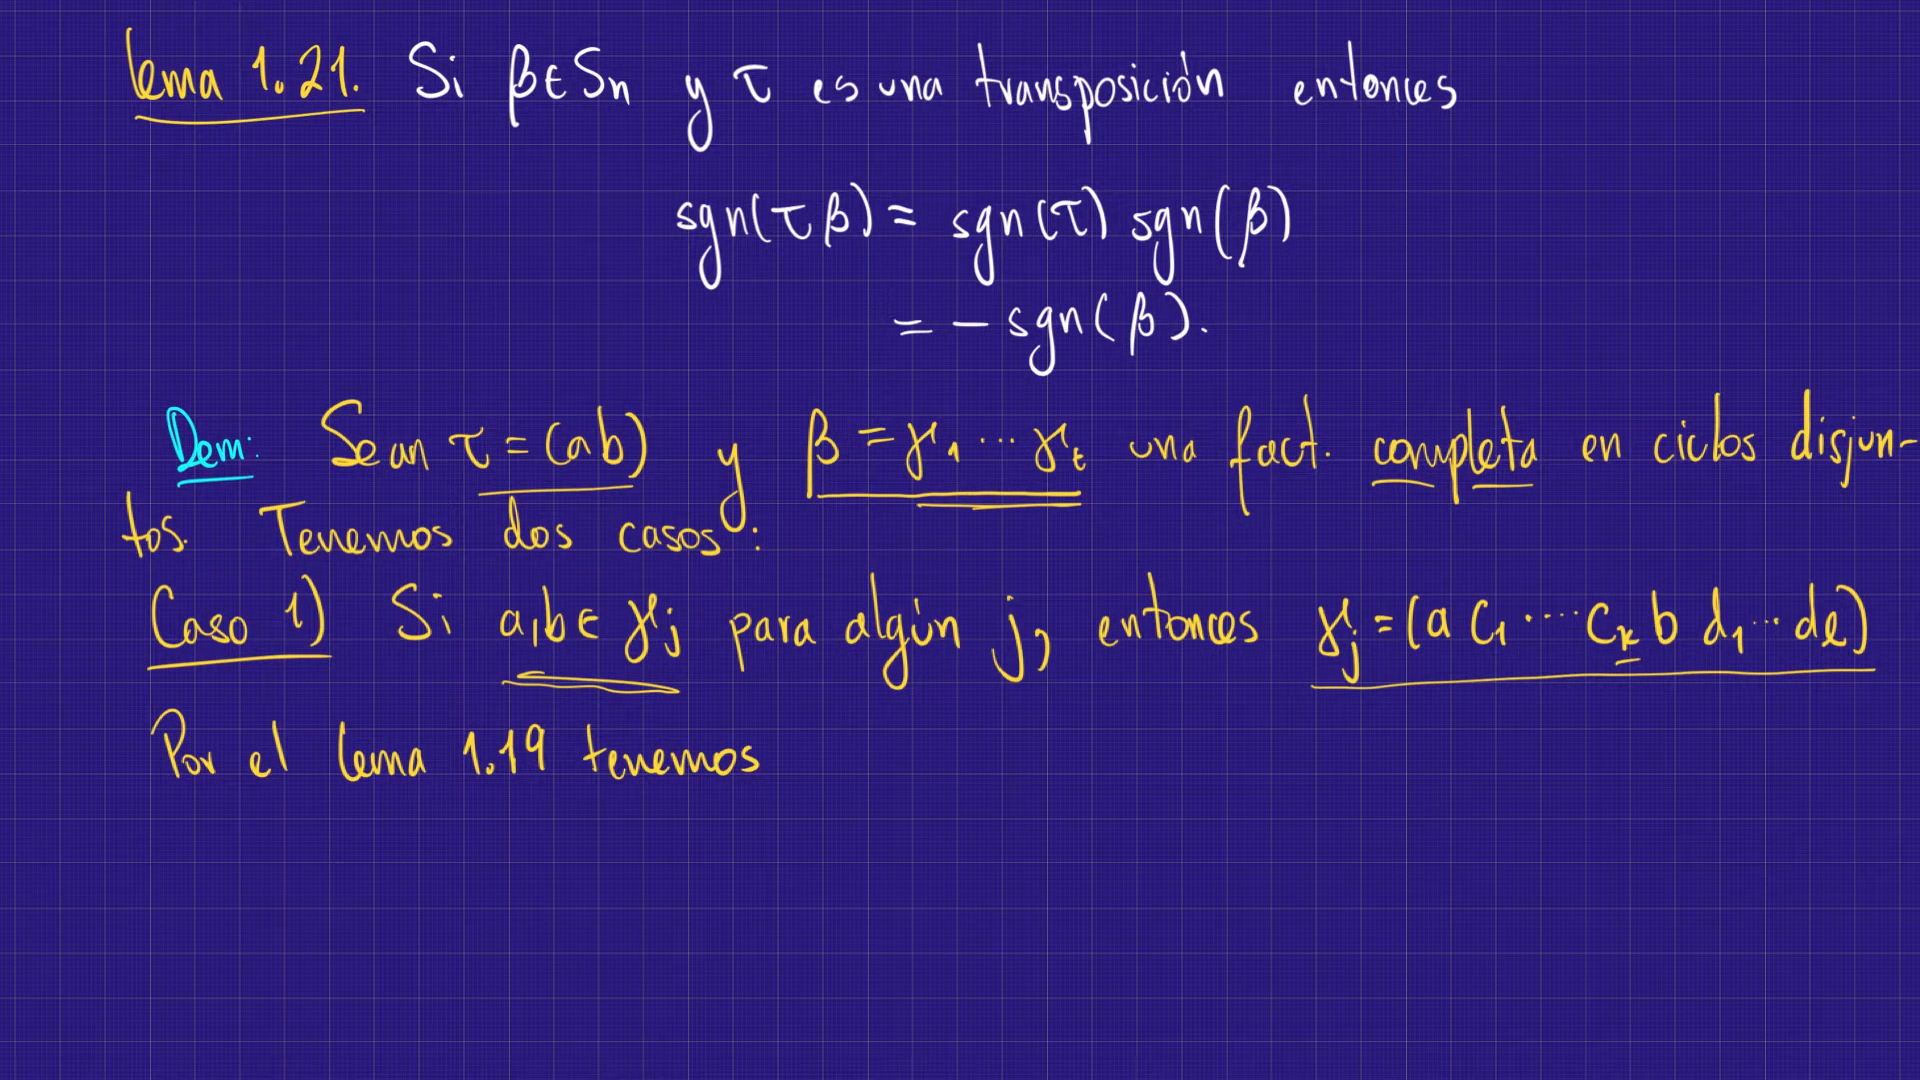 Lema 1.21. Si β∈Sn y τ es una transposición entonces
sgn(τβ) = sgn(τ) sgn(β)
= - sgn(β).
Dem: Sean τ = (ab) y β = γ₁ ... γₜ una fact. completa en ciclos disjun-
tos. Tenemos dos casos:
Caso 1) Si a,b ∈ γⱼ para algún j, entonces γⱼ = (a c₁ .... cₖ b d₁ ... dℓ)
Por el lema 1.19 tenemos